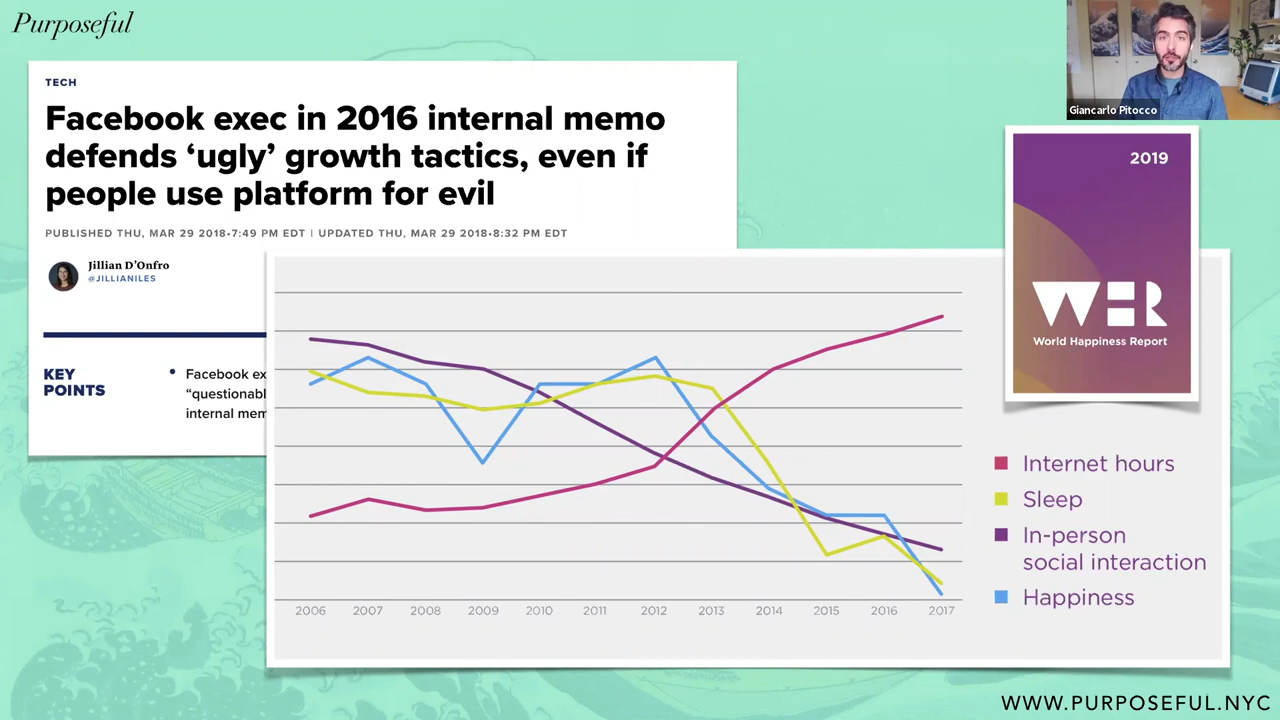 Purposeful
TECH
Facebook exec in 2016 internal memo
defends ‘ugly’ growth tactics, even if
people use platform for evil
PUBLISHED THU, MAR 29 2018•7:49 PM EDT | UPDATED THU, MAR 29 2018•8:32 PM EDT
Jillian D’Onfro
@JILLIANILES
KEY
POINTS
• Facebook ex
“questionabl
internal mem
Giancarlo Pitocco
2019
WHR
World Happiness Report
Internet hours
Sleep
In-person
social interaction
Happiness
2006 2007 2008 2009 2010 2011 2012 2013 2014 2015 2016 2017
WWW.PURPOSEFUL.NYC